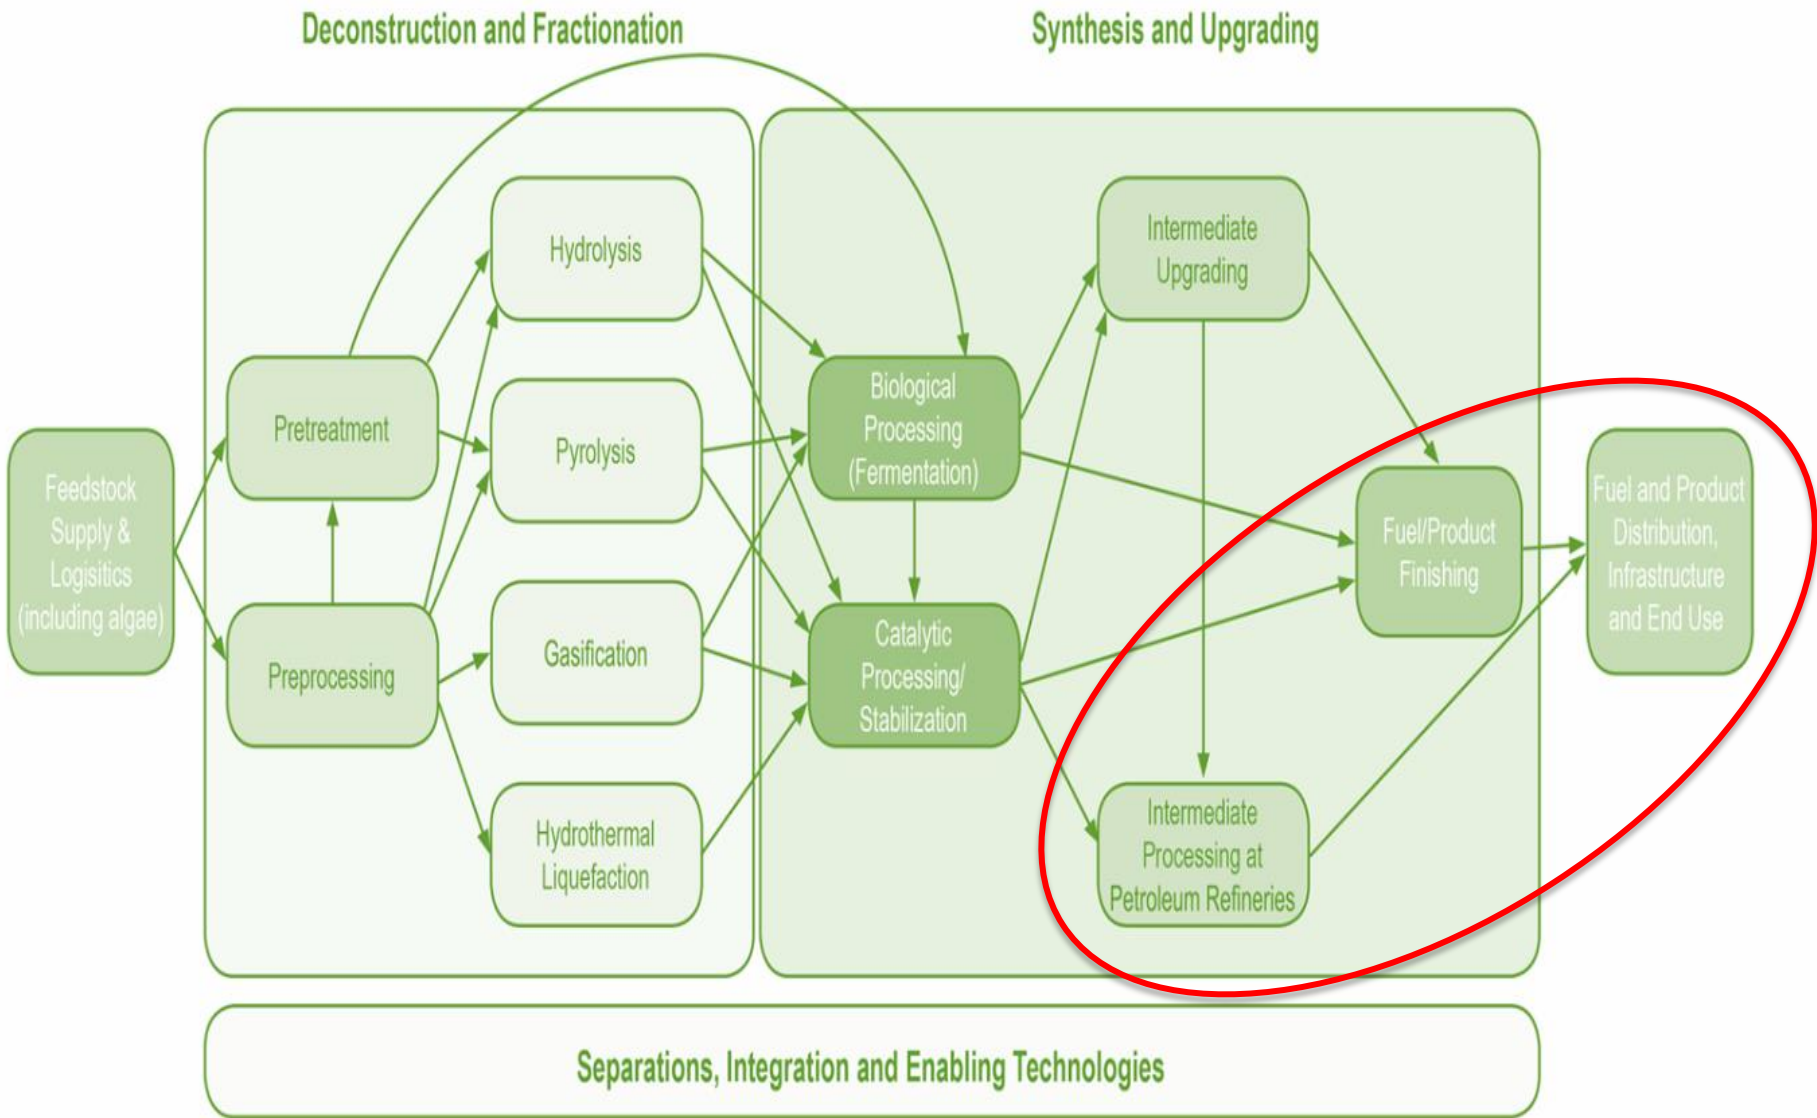 Deconstruction and Fractionation
Synthesis and Upgrading
Feedstock
Supply &
Logisitics
(including algae)
Pretreatment
Preprocessing
Hydrolysis
Pyrolysis
Gasification
Hydrothermal
Liquefaction
Biological
Processing
(Fermentation)
Catalytic
Processing/
Stabilization
Intermediate
Upgrading
Intermediate
Processing at
Petroleum Refineries
Fuel/Product
Finishing
Fuel and Product
Distribution,
Infrastructure
and End Use
Separations, Integration and Enabling Technologies